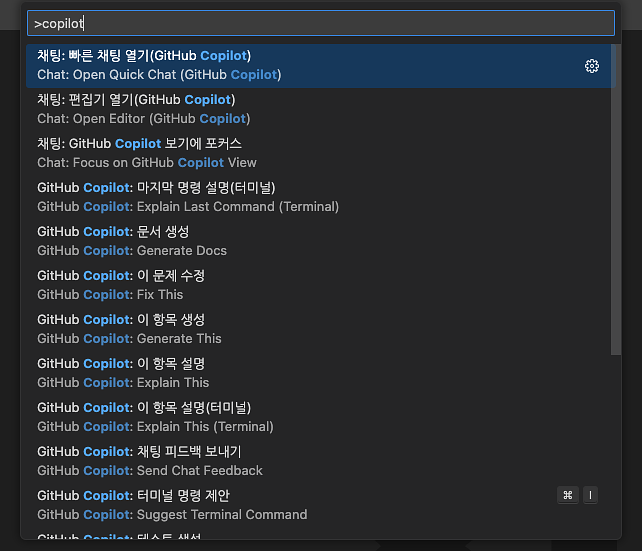 >copilot
채팅: 빠른 채팅 열기(GitHub Copilot)
Chat: Open Quick Chat (GitHub Copilot)
채팅: 편집기 열기(GitHub Copilot)
Chat: Open Editor (GitHub Copilot)
채팅: GitHub Copilot 보기에 포커스
Chat: Focus on GitHub Copilot View
GitHub Copilot: 마지막 명령 설명(터미널)
GitHub Copilot: Explain Last Command (Terminal)
GitHub Copilot: 문서 생성
GitHub Copilot: Generate Docs
GitHub Copilot: 이 문제 수정
GitHub Copilot: Fix This
GitHub Copilot: 이 항목 생성
GitHub Copilot: Generate This
GitHub Copilot: 이 항목 설명
GitHub Copilot: Explain This
GitHub Copilot: 이 항목 설명(터미널)
GitHub Copilot: Explain This (Terminal)
GitHub Copilot: 채팅 피드백 보내기
GitHub Copilot: Send Chat Feedback
GitHub Copilot: 터미널 명령 제안 ⌘ I
GitHub Copilot: Suggest Terminal Command
GitHub Copilot: 테스트 생성